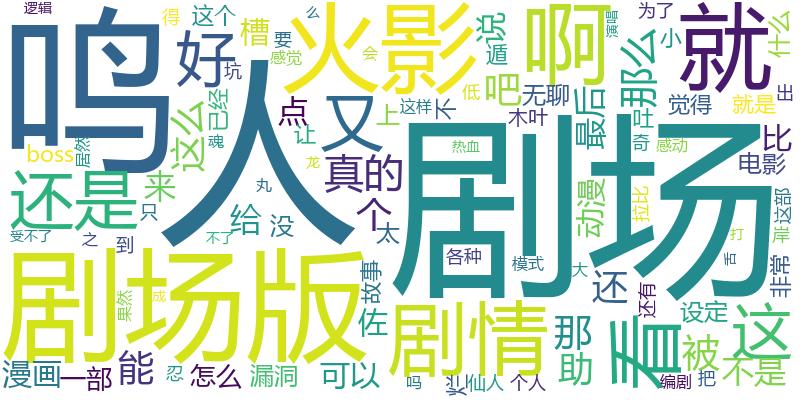 逻辑
得
这个
槽
要
感觉
坑
好
鸣人
火影
么
会
说
遁
吧
低
啊
演唱
为了
小
什么
就
那么
已经
这么
居然
boss
魂
点
让
又
上
这样
不
无聊
木叶
最后
吐
奇
觉得
感动
就是
出
比
电影
还是
来
只
给
没
丸
龙
真的
个
太
热血
剧场
动漫
拉比
这部
崩
打
受不了
之
到
不了
故事
各种
模式
大
舌
还
还有
非常
剧场版
果然
成
佐
剧情
那
助
看
设定
被
这
漫画
一部
能
忍
怎么
漏洞
可以
吗
烂
仙人
个人
编剧
把
不是